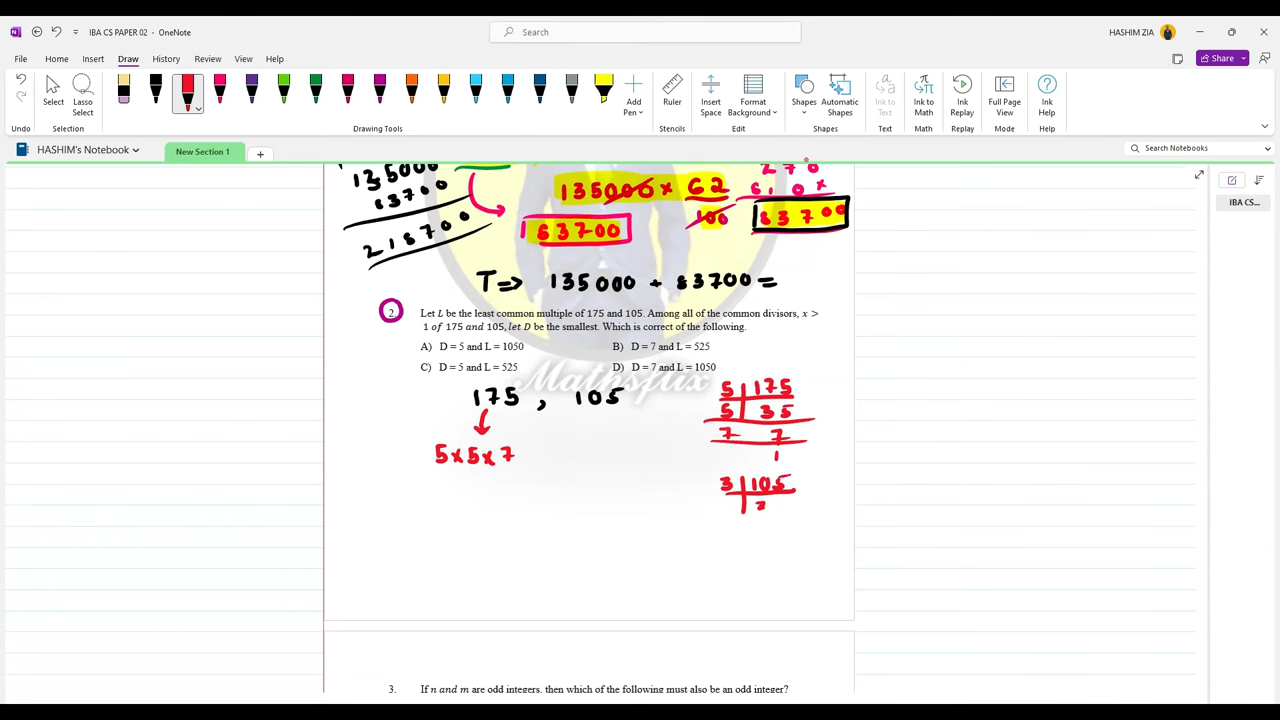 IBA CS PAPER 02 - OneNote
Search
HASHIM ZIA
File Home Insert Draw History Review View Help
Share
Select
Lasso Select
Add Pen
Ruler
Insert Space
Format Background
Shapes
Automatic Shapes
Ink to Text
Ink to Math
Ink Replay
Full Page View
Ink Help
Undo
Selection
Drawing Tools
Stencils
Edit
Shapes
Text
Math
Replay
Mode
Help
HASHIM's Notebook
New Section 1
Search Notebooks
IBA CS...
135000
83700
218700
135000 × 62
100
83700
270
83700
T => 135000 + 83700 =
2. Let L be the least common multiple of 175 and 105. Among all of the common divisors, x >
1 of 175 and 105, let D be the smallest. Which is correct of the following.
A) D = 5 and L = 1050 B) D = 7 and L = 525
C) D = 5 and L = 525 D) D = 7 and L = 1050
Mathsflix
175 , 105
5×5×7
5 175
5 35
7 7
1
3 105
3. If n and m are odd integers, then which of the following must also be an odd integer?